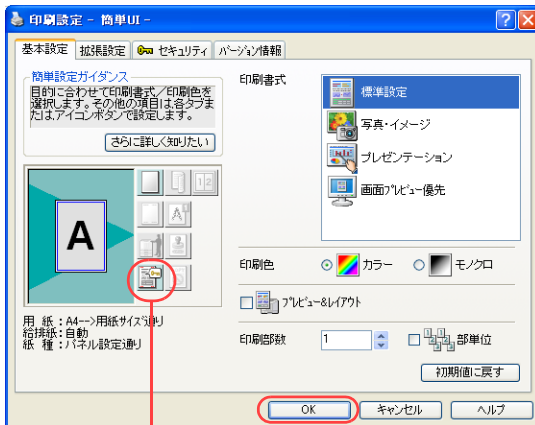 印刷設定 - 簡単UI -
基本設定
拡張設定
セキュリティ
バージョン情報
簡単設定ガイダンス
目的に合わせて印刷書式/印刷色を
選択します。その他の項目は各タブま
たはアイコンボタンで設定します。
さらに詳しく知りたい
1 2
A
A
用 紙 : A4-->用紙サイズ通り
給排紙 : 自動
紙 種 : パネル設定通り
印刷書式
標準設定
写真・イメージ
プレゼンテーション
画面プレビュー優先
印刷色
カラー
モノクロ
プレビュー&レイアウト
印刷部数
1
部単位
初期値に戻す
OK
キャンセル
ヘルプ